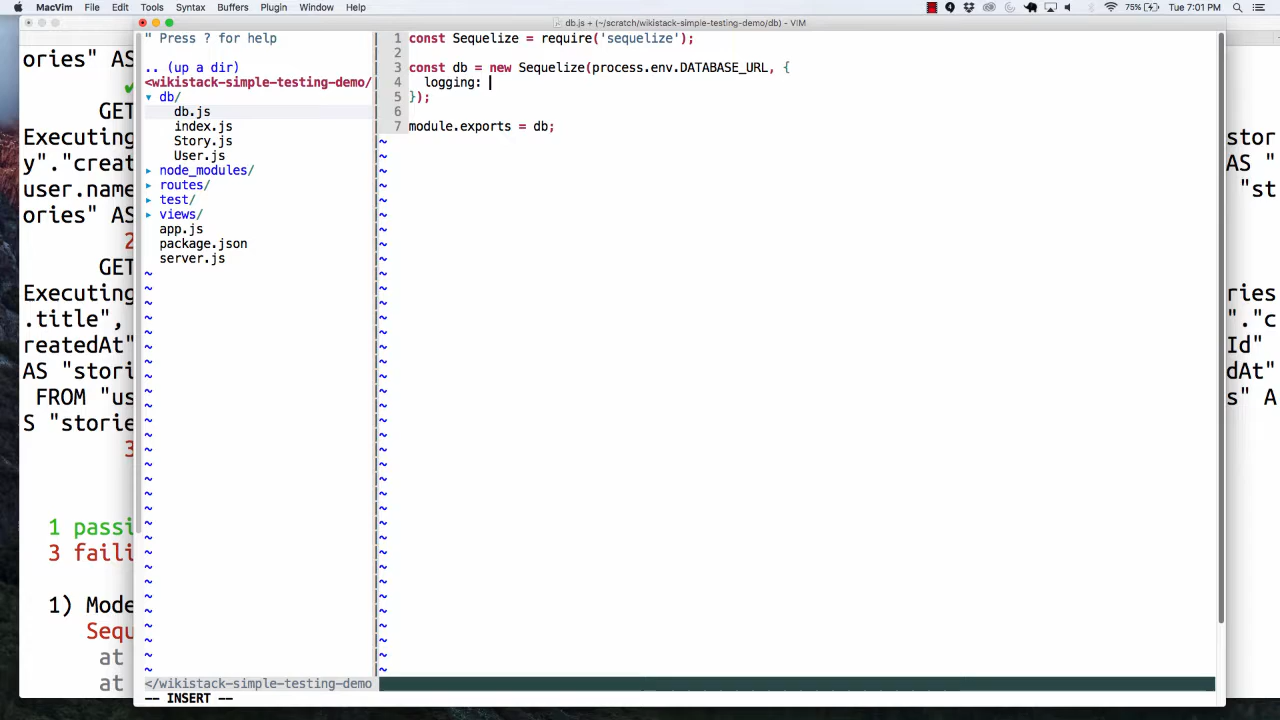 MacVim File Edit Tools Syntax Buffers Plugin Window Help 75% Tue 7:01 PM
db.js + (~/scratch/wikistack-simple-testing-demo/db) - VIM
" Press ? for help
.. (up a dir)
<wikistack-simple-testing-demo/
▾ db/
db.js
index.js
Story.js
User.js
▸ node_modules/
▸ routes/
▸ test/
▸ views/
app.js
package.json
server.js
1 const Sequelize = require('sequelize');
2
3 const db = new Sequelize(process.env.DATABASE_URL, {
4 logging:
5 });
6
7 module.exports = db;
</wikistack-simple-testing-demo
-- INSERT --
ories" AS
✓
GET
Executing
y"."creat
user.name
ories" AS
2
GET
Executing
.title",
readAt"
AS "stori
FROM "us
S "storie
3
1 passi
3 faili
1) Mode
Sequ
at
at
"stor
AS "
"st
ries
"."c
Id"
dAt"
s" A